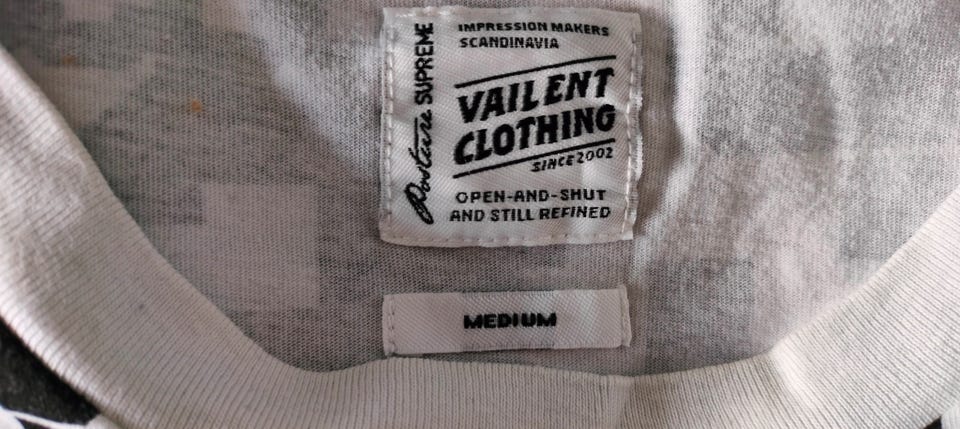 Posture SUPREME
IMPRESSION MAKERS
SCANDINAVIA
VAILENT
CLOTHING
SINCE 2002
OPEN-AND-SHUT
AND STILL REFINED
MEDIUM